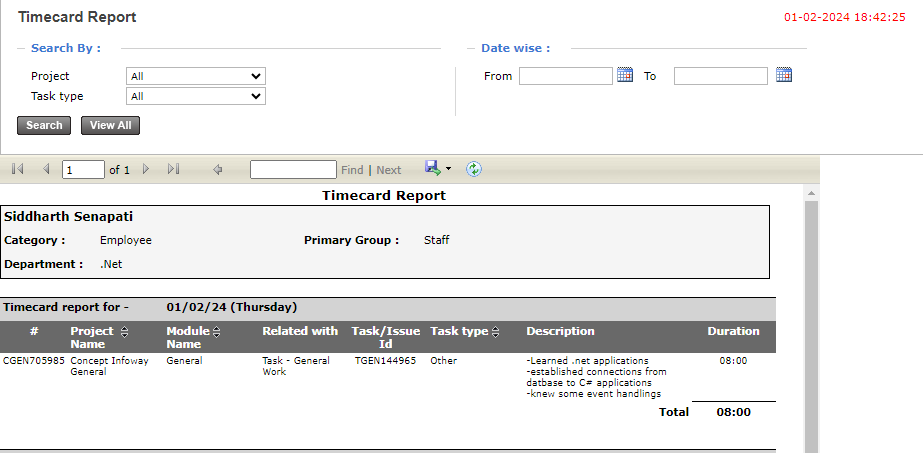 Timecard Report
01-02-2024 18:42:25
Search By :
Date wise :
Project
All
From
To
Task type
All
Search
View All
1
of 1
Find | Next
Timecard Report
Siddharth Senapati
Category : Employee Primary Group : Staff
Department : .Net
Timecard report for - 01/02/24 (Thursday)
# Project Module Related with Task/Issue Task type Description Duration
Name Name Id
CGEN705985 Concept Infoway General Task - General TGEN144965 Other -Learned .net applications 08:00
General Work -established connections from
datbase to C# applications
-knew some event handlings
Total 08:00